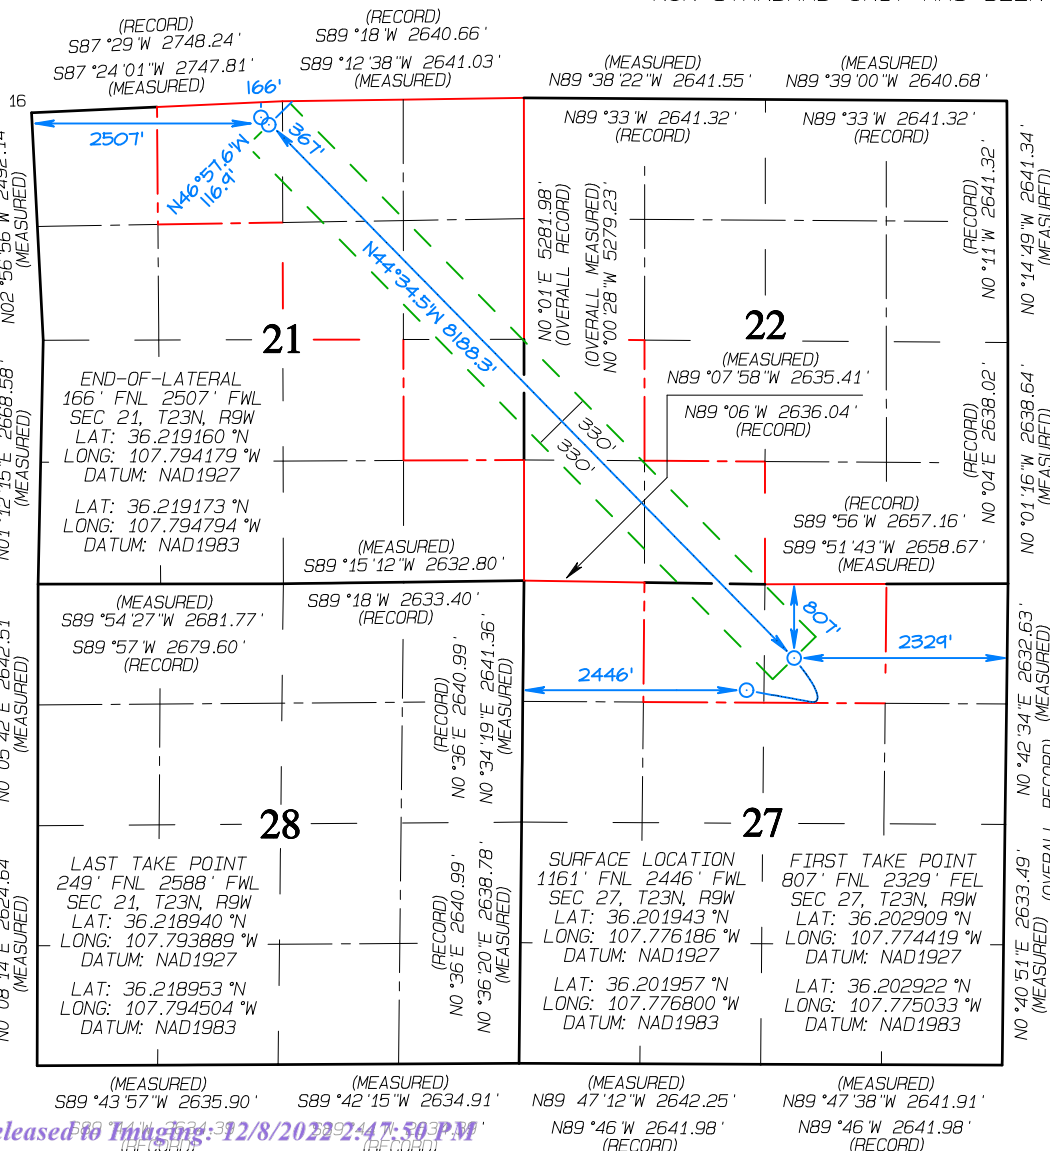 (RECORD)
S87°29'W 2748.24'
S87°24'01"W 2747.81'
(MEASURED)
(RECORD)
S89°18'W 2640.66'
S89°12'38"W 2641.03'
(MEASURED)
(MEASURED)
N89°38'22"W 2641.55'
(MEASURED)
N89°39'00"W 2640.68'
N89°33'W 2641.32'
(RECORD)
N89°33'W 2641.32'
(RECORD)
16
166'
2507'
367'
N46°57.6'W
116.9'
N44°34.5'W 8188.3'
(MEASURED)
N0°01'E 5281.98'
(OVERALL RECORD)
(OVERALL MEASURED)
N0°00'28"W 5279.23'
(RECORD)
N0°11'W 2641.32'
N0°14'49"W 2641.34'
(MEASURED)
21
22
(MEASURED)
N89°07'58"W 2635.41'
N89°06'W 2636.04'
(RECORD)
330'
330'
END-OF-LATERAL
166' FNL 2507' FWL
SEC 21, T23N, R9W
LAT: 36.219160°N
LONG: 107.794179°W
DATUM: NAD1927
LAT: 36.219173°N
LONG: 107.794794°W
DATUM: NAD1983
N01°12'15"E 2668.58'
(MEASURED)
(RECORD)
N0°04'E 2638.02'
N0°01'16"W 2638.64'
(MEASURED)
(RECORD)
S89°56'W 2657.16'
S89°51'43"W 2658.67'
(MEASURED)
(MEASURED)
S89°15'12"W 2632.80'
S89°18'W 2633.40'
(RECORD)
(MEASURED)
S89°54'27"W 2681.77'
S89°57'W 2679.60'
(RECORD)
807'
2329'
2446'
(MEASURED)
(RECORD)
N0°36'E 2640.99'
N0°34'19"E 2641.36'
(MEASURED)
N0°42'34"E 2632.63'
(MEASURED)
RECORD)
28
27
LAST TAKE POINT
249' FNL 2588' FWL
SEC 21, T23N, R9W
LAT: 36.218940°N
LONG: 107.793889°W
DATUM: NAD1927
LAT: 36.218953°N
LONG: 107.794504°W
DATUM: NAD1983
(MEASURED)
(RECORD)
N0°36'E 2640.99'
N0°36'20"E 2638.78'
(MEASURED)
SURFACE LOCATION
1161' FNL 2446' FWL
SEC 27, T23N, R9W
LAT: 36.201943°N
LONG: 107.776186°W
DATUM: NAD1927
LAT: 36.201957°N
LONG: 107.776800°W
DATUM: NAD1983
FIRST TAKE POINT
807' FNL 2329' FEL
SEC 27, T23N, R9W
LAT: 36.202909°N
LONG: 107.774419°W
DATUM: NAD1927
LAT: 36.202922°N
LONG: 107.775033°W
DATUM: NAD1983
N0°40'51"E 2633.49'
(MEASURED)
(OVERALL
(MEASURED)
S89°43'57"W 2635.90'
(MEASURED)
S89°42'15"W 2634.91'
(MEASURED)
N89 47'12"W 2642.25'
N89°46'W 2641.98'
(RECORD)
(MEASURED)
N89°47'38"W 2641.91'
N89°46'W 2641.98'
(RECORD)
eleased to Imaging: 12/8/2022 2:47:50 PM
(RECORD)
(RECORD)